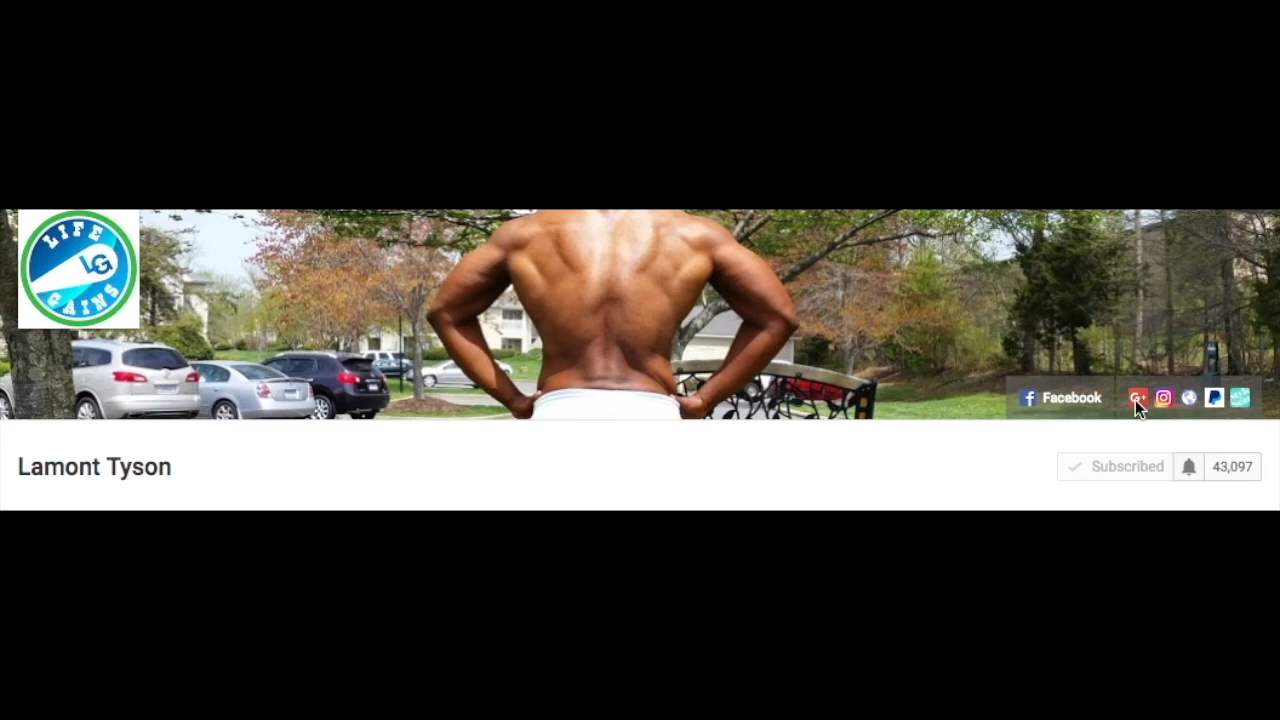 LIFE
LG
GAINS
Facebook
G+
Lamont Tyson
Subscribed
43,097